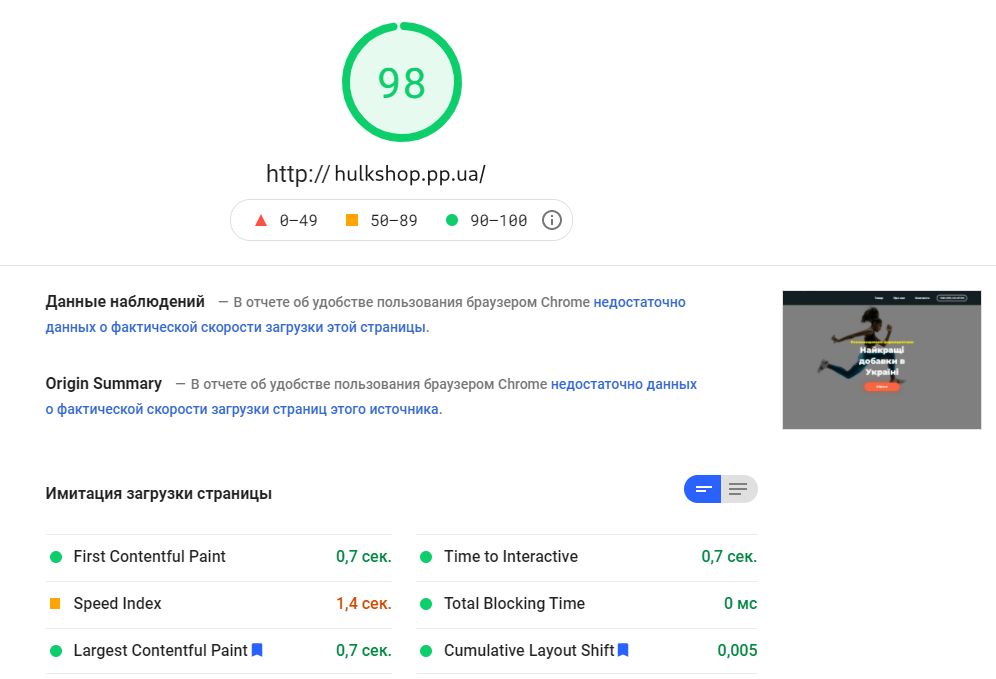 98
http:// hulkshop.pp.ua/
0–49 50–89 90–100
Данные наблюдений — В отчете об удобстве пользования браузером Chrome недостаточно
данных о фактической скорости загрузки этой страницы.
Origin Summary — В отчете об удобстве пользования браузером Chrome недостаточно данных
о фактической скорости загрузки страниц этого источника.
Найкращі
добавки в
Україні
Имитация загрузки страницы
First Contentful Paint 0,7 сек. Time to Interactive 0,7 сек.
Speed Index 1,4 сек. Total Blocking Time 0 мс
Largest Contentful Paint 0,7 сек. Cumulative Layout Shift 0,005